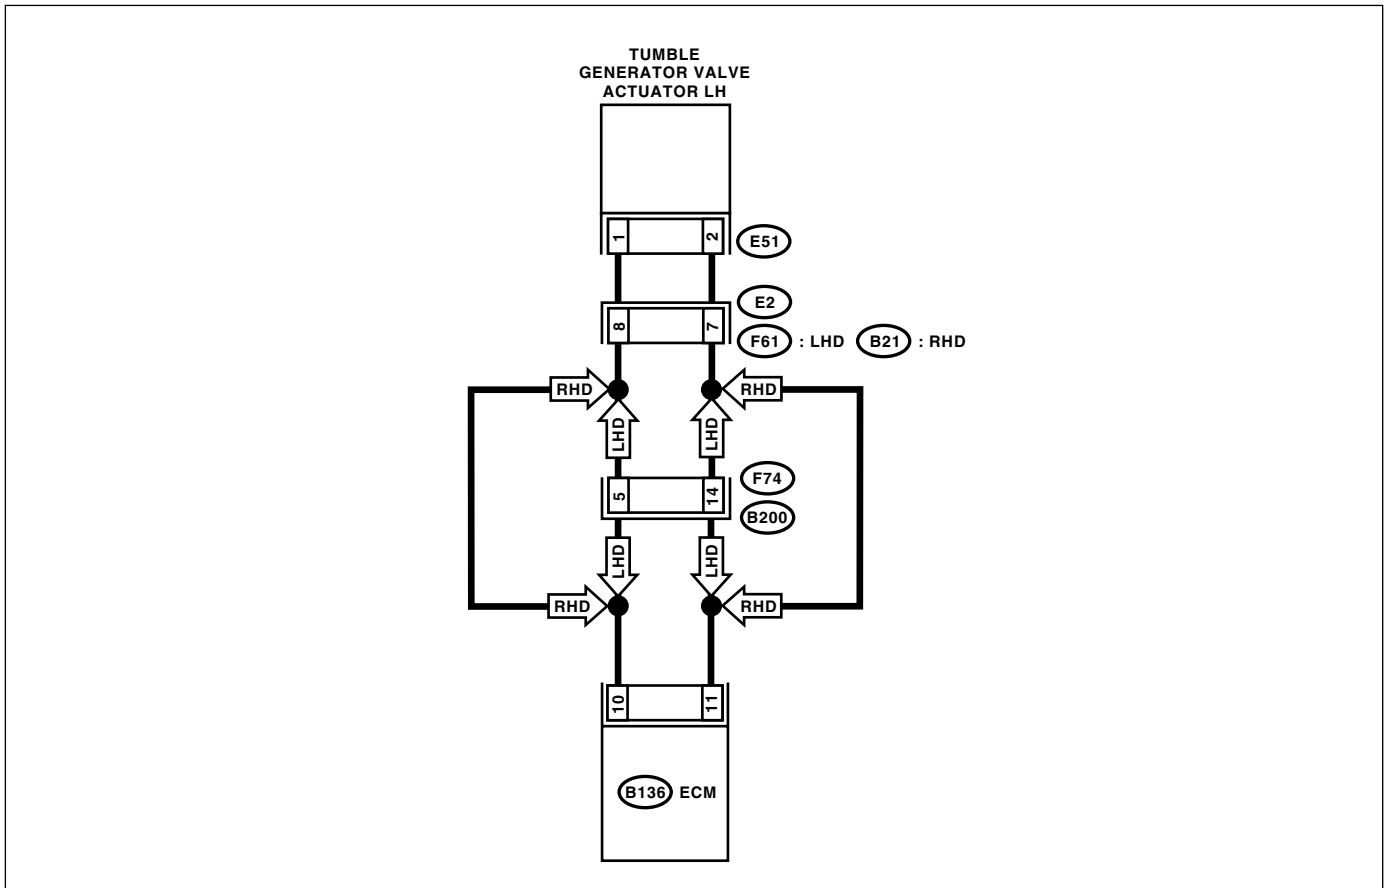 TUMBLE
GENERATOR VALVE
ACTUATOR LH
1 2 E51
E2
8 7 F61 : LHD B21 : RHD
RHD RHD
LHD LHD
F74
5 14
B200
LHD LHD
RHD RHD
10 11
B136 ECM